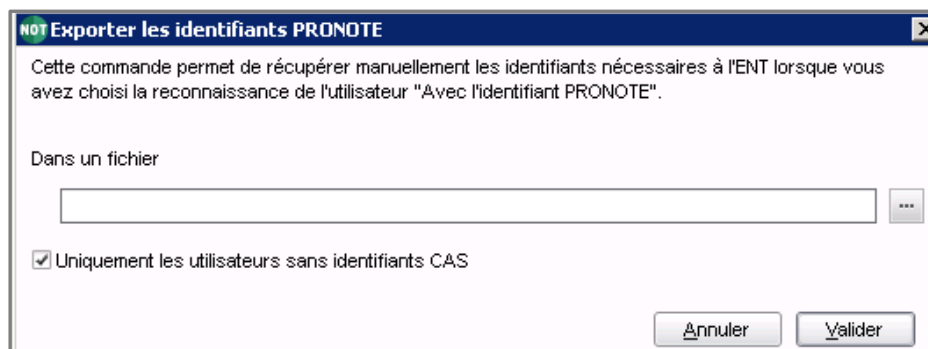 NOT Exporter les identifiants PRONOTE
Cette commande permet de récupérer manuellement les identifiants nécessaires à l'ENT lorsque vous
avez choisi la reconnaissance de l'utilisateur "Avec l'identifiant PRONOTE".
Dans un fichier
...
Uniquement les utilisateurs sans identifiants CAS
Annuler Valider